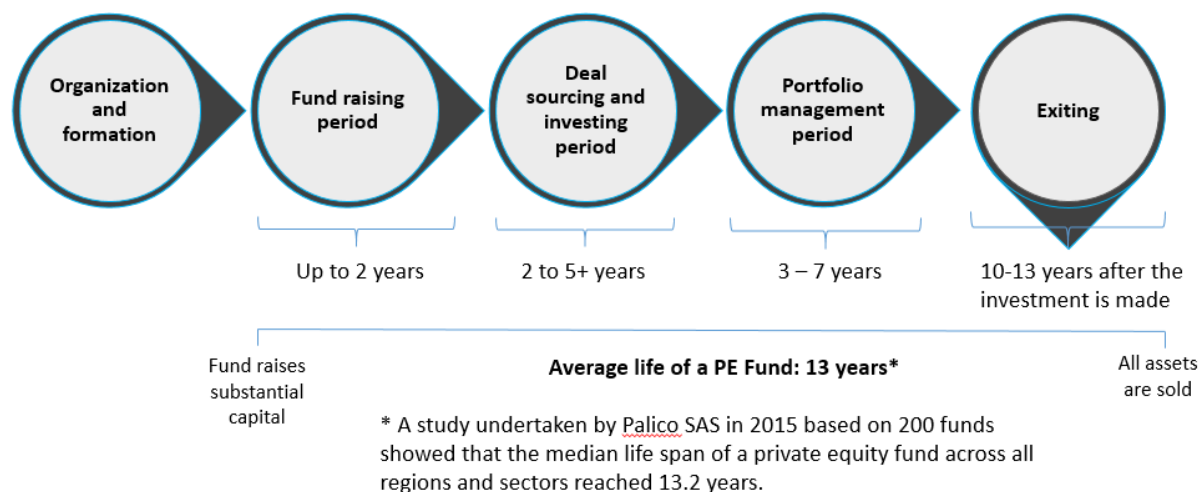 Organization
and
formation
Fund raising
period
Deal
sourcing and
investing
period
Portfolio
management
period
Exiting
Up to 2 years
2 to 5+ years
3 – 7 years
10-13 years after the
investment is made
Fund raises
substantial
capital
Average life of a PE Fund: 13 years*
All assets
are sold
* A study undertaken by Palico SAS in 2015 based on 200 funds
showed that the median life span of a private equity fund across all
regions and sectors reached 13.2 years.